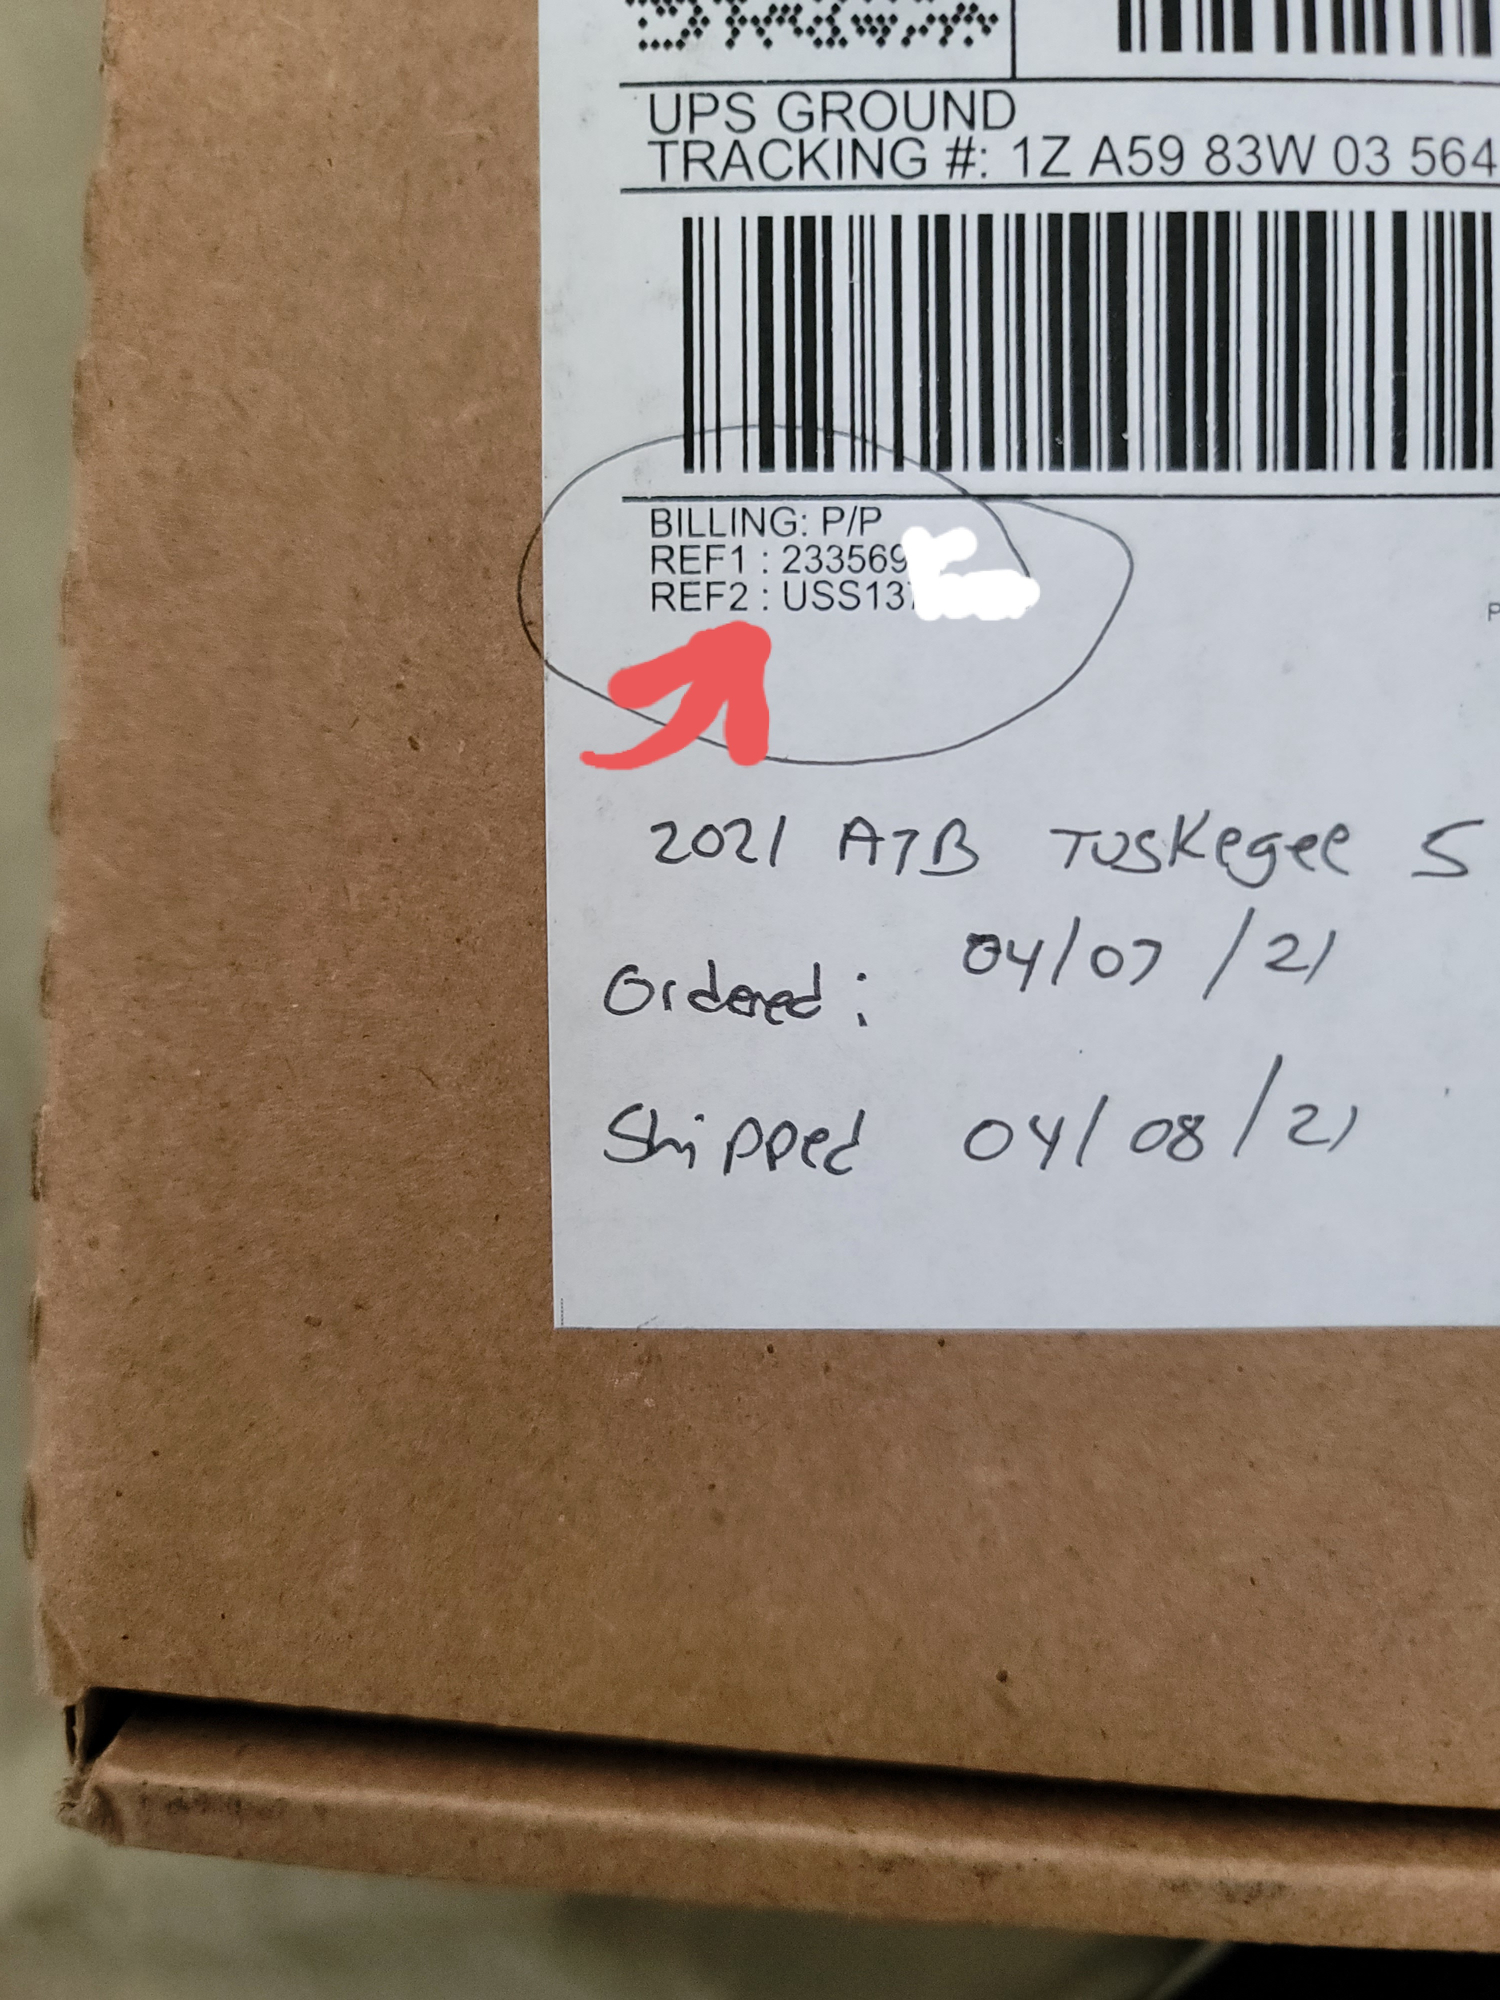 UPS GROUND
TRACKING #: 1Z A59 83W 03 564
BILLING: P/P
REF1 : 233569
REF2 : USS137
P
2021 ATB Tuskegee S
Ordered: 04/07/21
Shipped 04/08/21